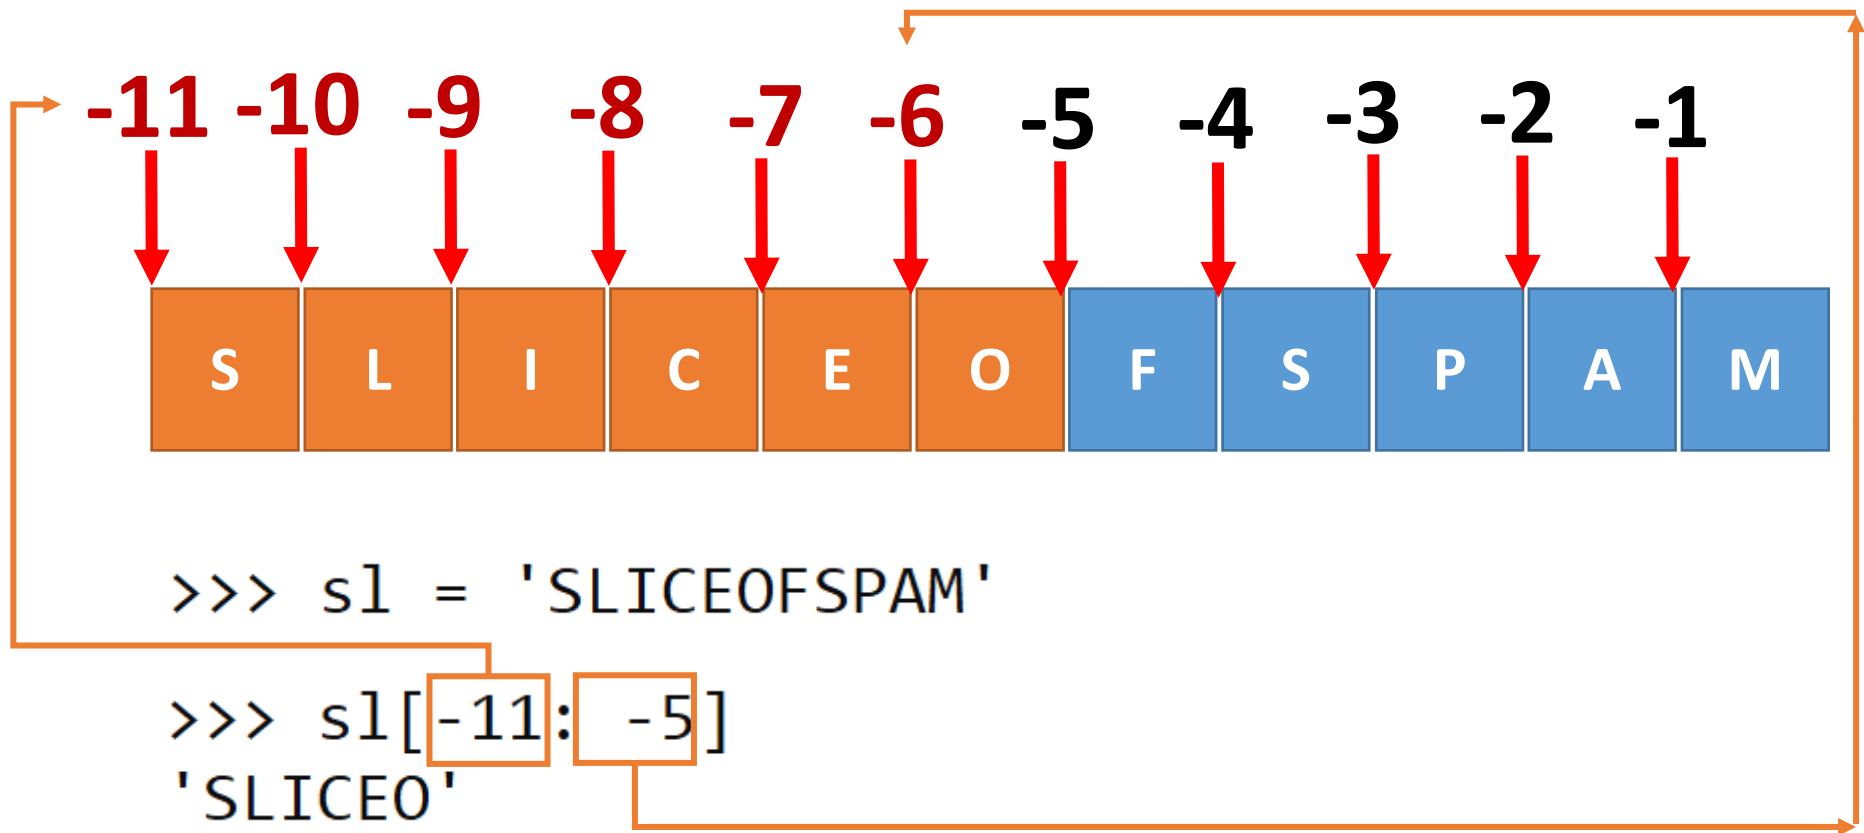 -11 -10 -9 -8 -7 -6 -5 -4 -3 -2 -1
S L I C E O F S P A M
>>> sl = 'SLICEOFSPAM'
>>> sl[-11: -5]
'SLICEO'